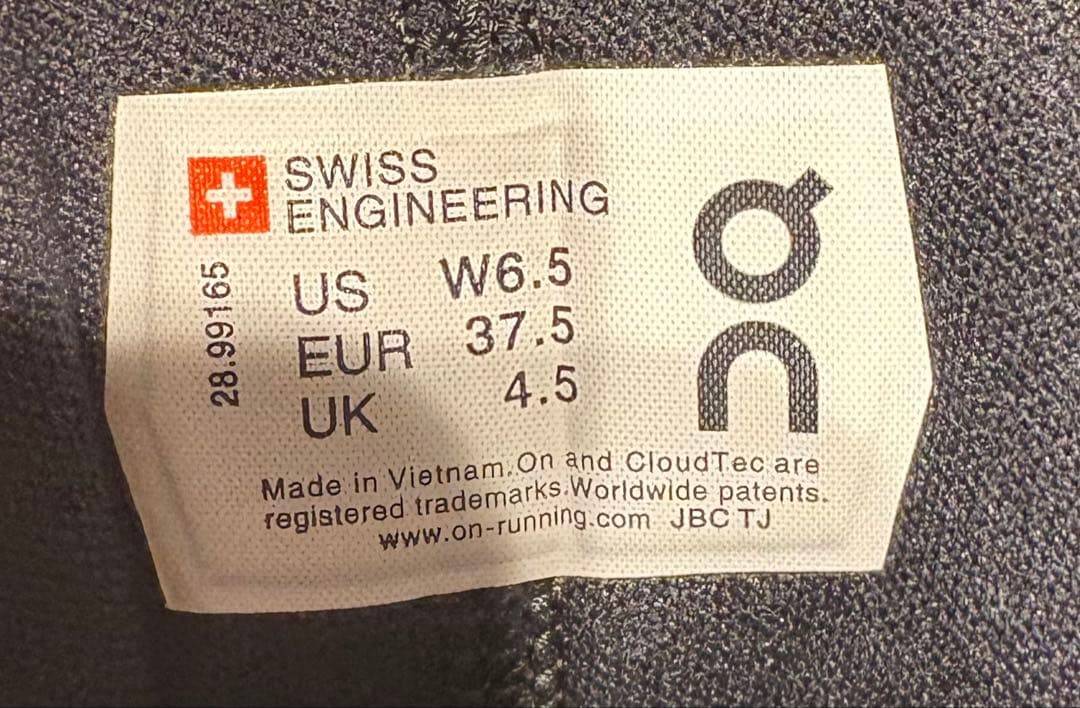 SWISS
ENGINEERING
28.99165
US W6.5
EUR 37.5
UK 4.5
On
Made in Vietnam.On and CloudTec are
registered trademarks.Worldwide patents.
www.on-running.com JBC TJ